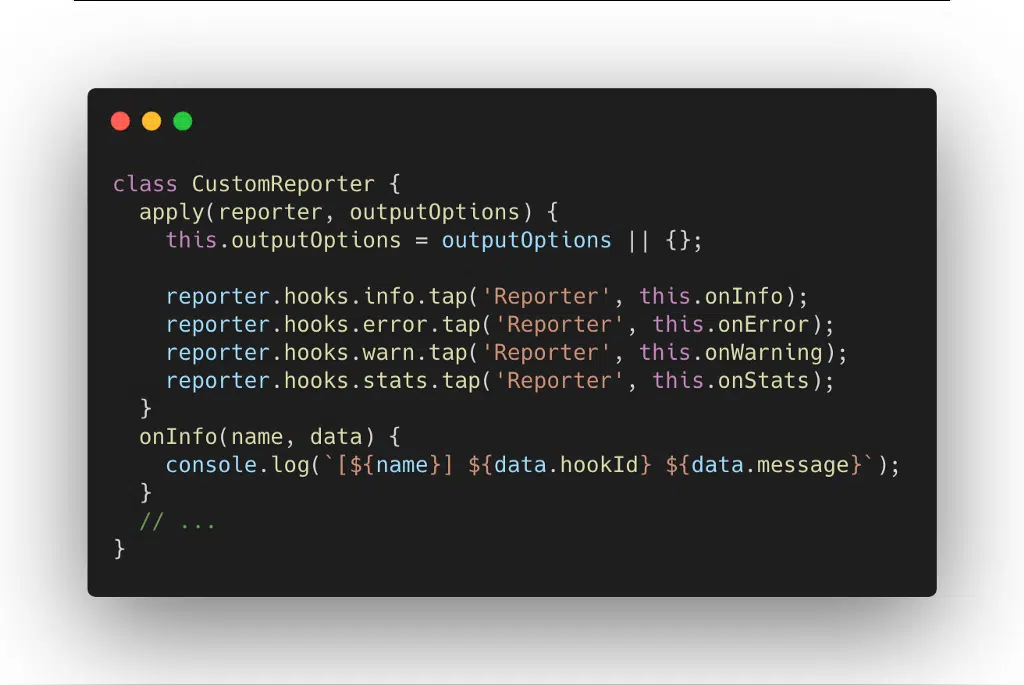 class CustomReporter {
  apply(reporter, outputOptions) {
    this.outputOptions = outputOptions || {};

    reporter.hooks.info.tap('Reporter', this.onInfo);
    reporter.hooks.error.tap('Reporter', this.onError);
    reporter.hooks.warn.tap('Reporter', this.onWarning);
    reporter.hooks.stats.tap('Reporter', this.onStats);
  }
  onInfo(name, data) {
    console.log(`[${name}] ${data.hookId} ${data.message}`);
  }
  // ...
}